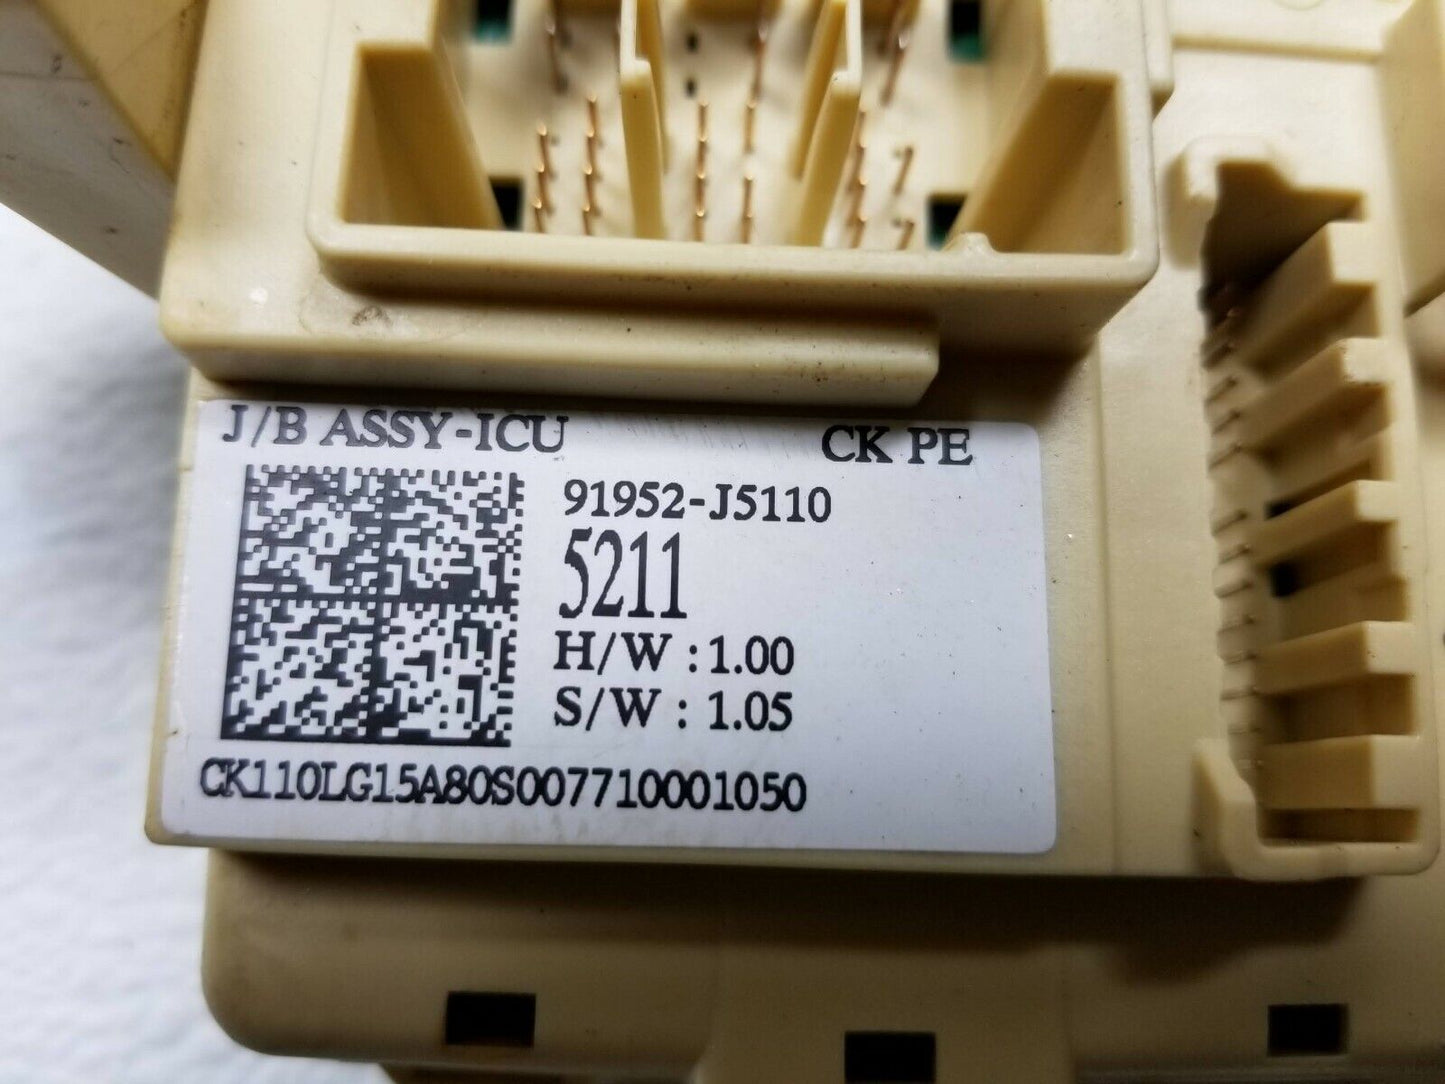 J/B ASSY-ICU CK PE
91952-J5110
5211
H/W : 1.00
S/W : 1.05
CK110LG15A80S007710001050